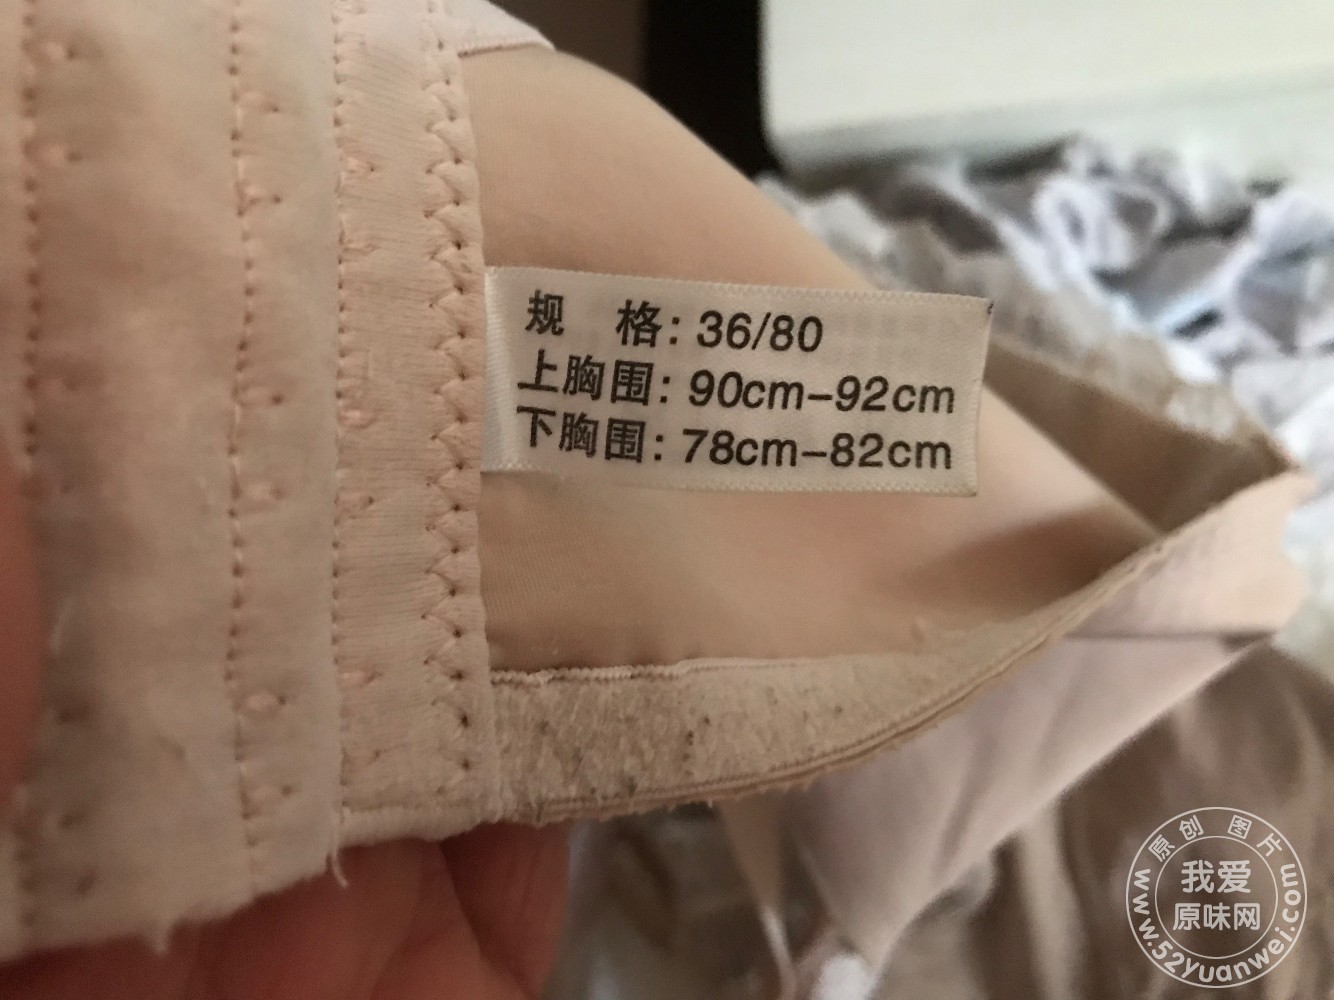 规 格: 36/80
上胸围: 90cm-92cm
下胸围: 78cm-82cm
原创图片
我爱
原味网
www.52yuanwei.com